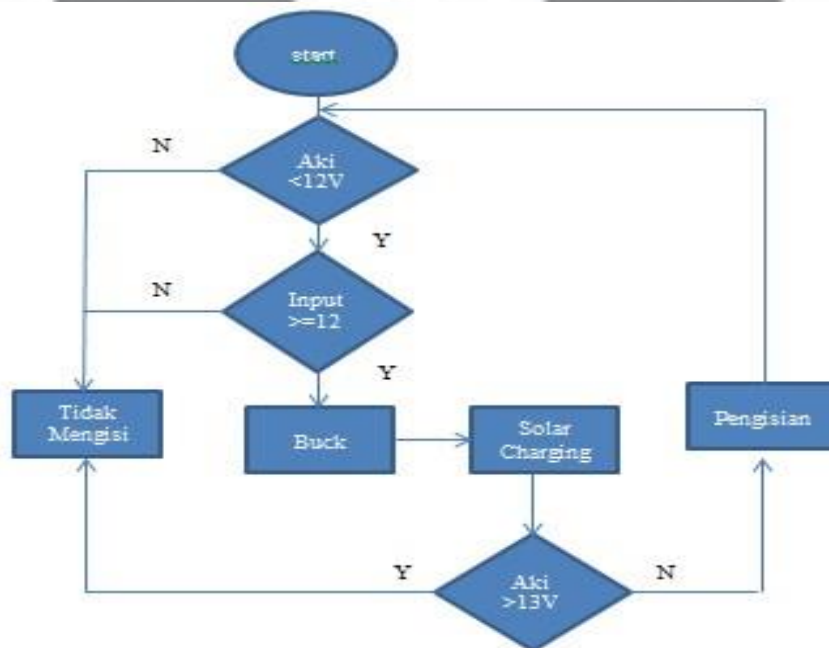 start
N
Aki
<12V
Y
N
Input
>=12
Y
Tidak
Mengisi
Buck
Solar
Charging
Pengisian
Y
Aki
>13V
N